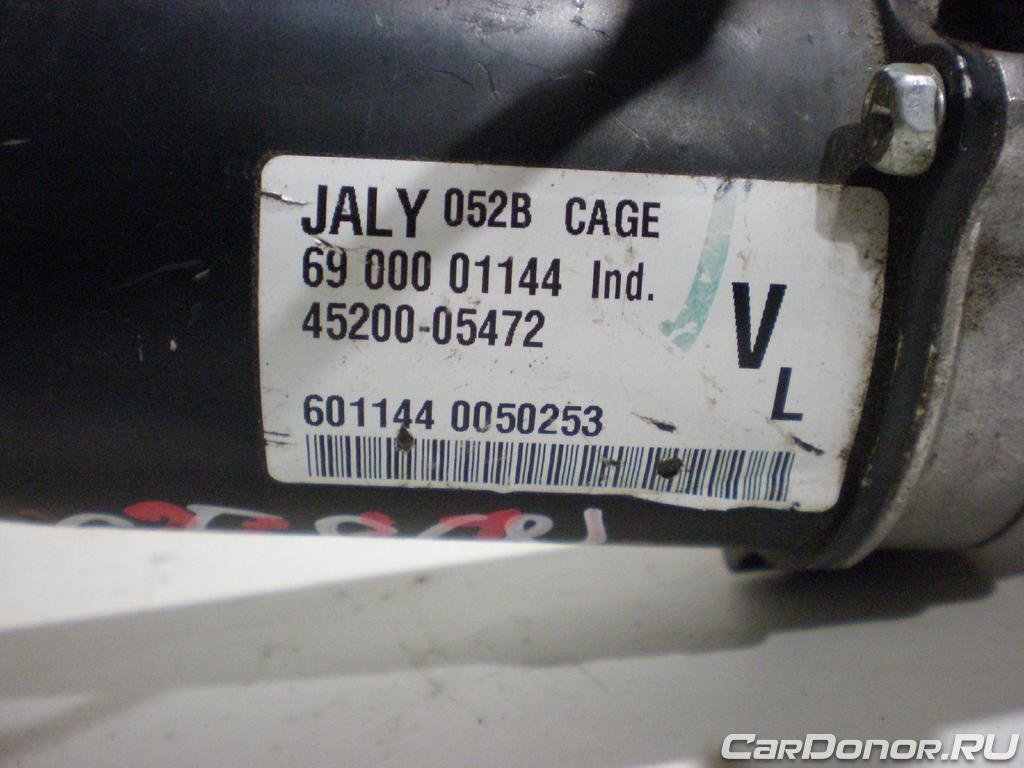 JALY 052B CAGE
69 000 01144 Ind.
45200-05472
V
L
601144 0050253
CarDonor.RU